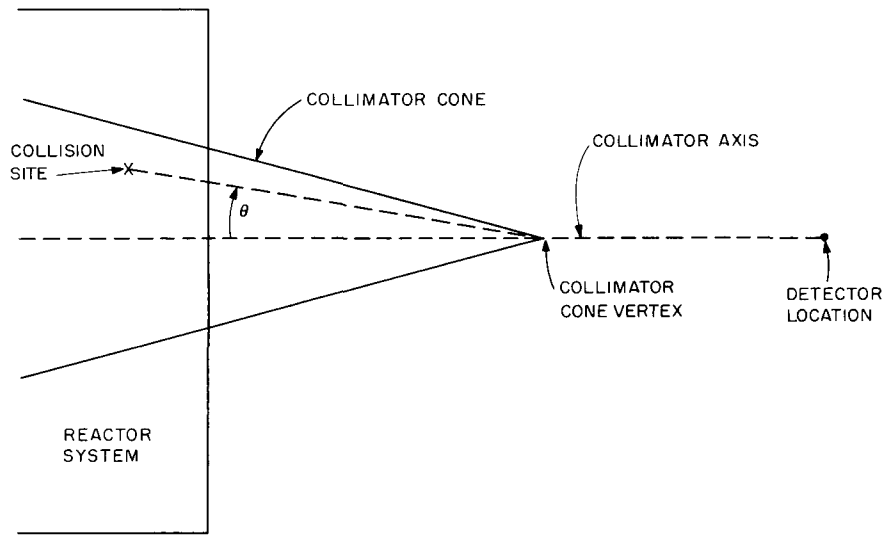 COLLIMATOR CONE
COLLISION
SITE
COLLIMATOR AXIS
θ
COLLIMATOR
CONE VERTEX
DETECTOR
LOCATION
REACTOR
SYSTEM